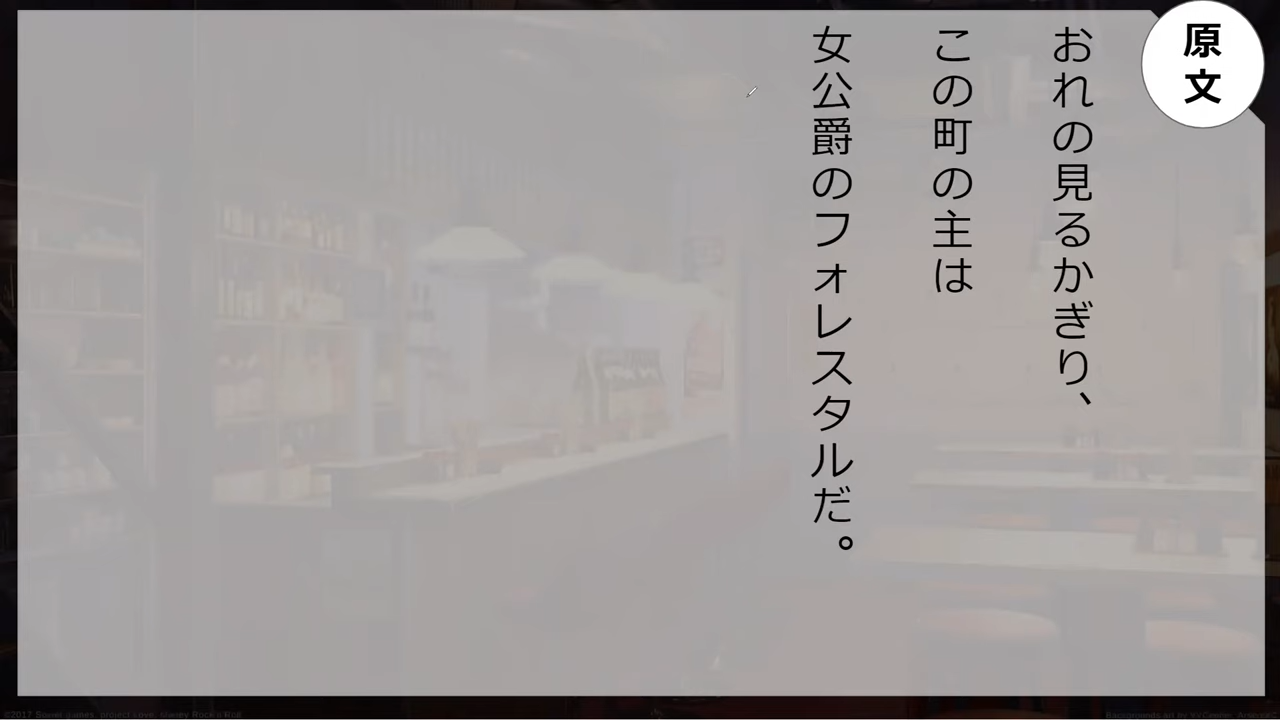 原文
おれの見るかぎり、
この町の主は
女公爵のフォレスタルだ。